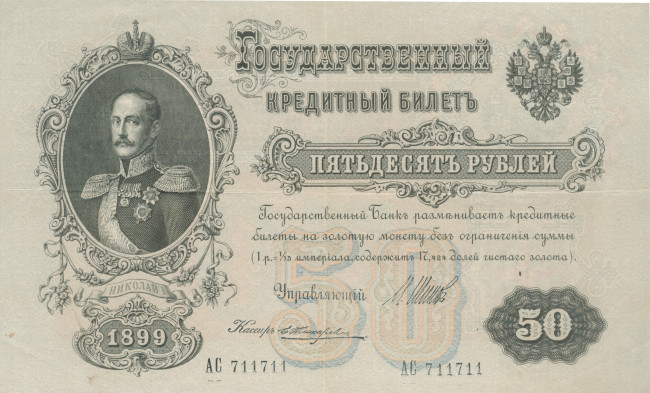 Государственный
Кредитный Билетъ
Пятьдесятъ рублей
Государственный Банкъ размѣниваетъ кредитные
билеты на золотую монету безъ ограниченія суммы
(1 р. = 1/15 имперіала, содержитъ 17,424 долей чистаго золота).
50
Управляющій
Кассиръ
НИКОЛАЙ I
1899
50
АС 711711
АС 711711